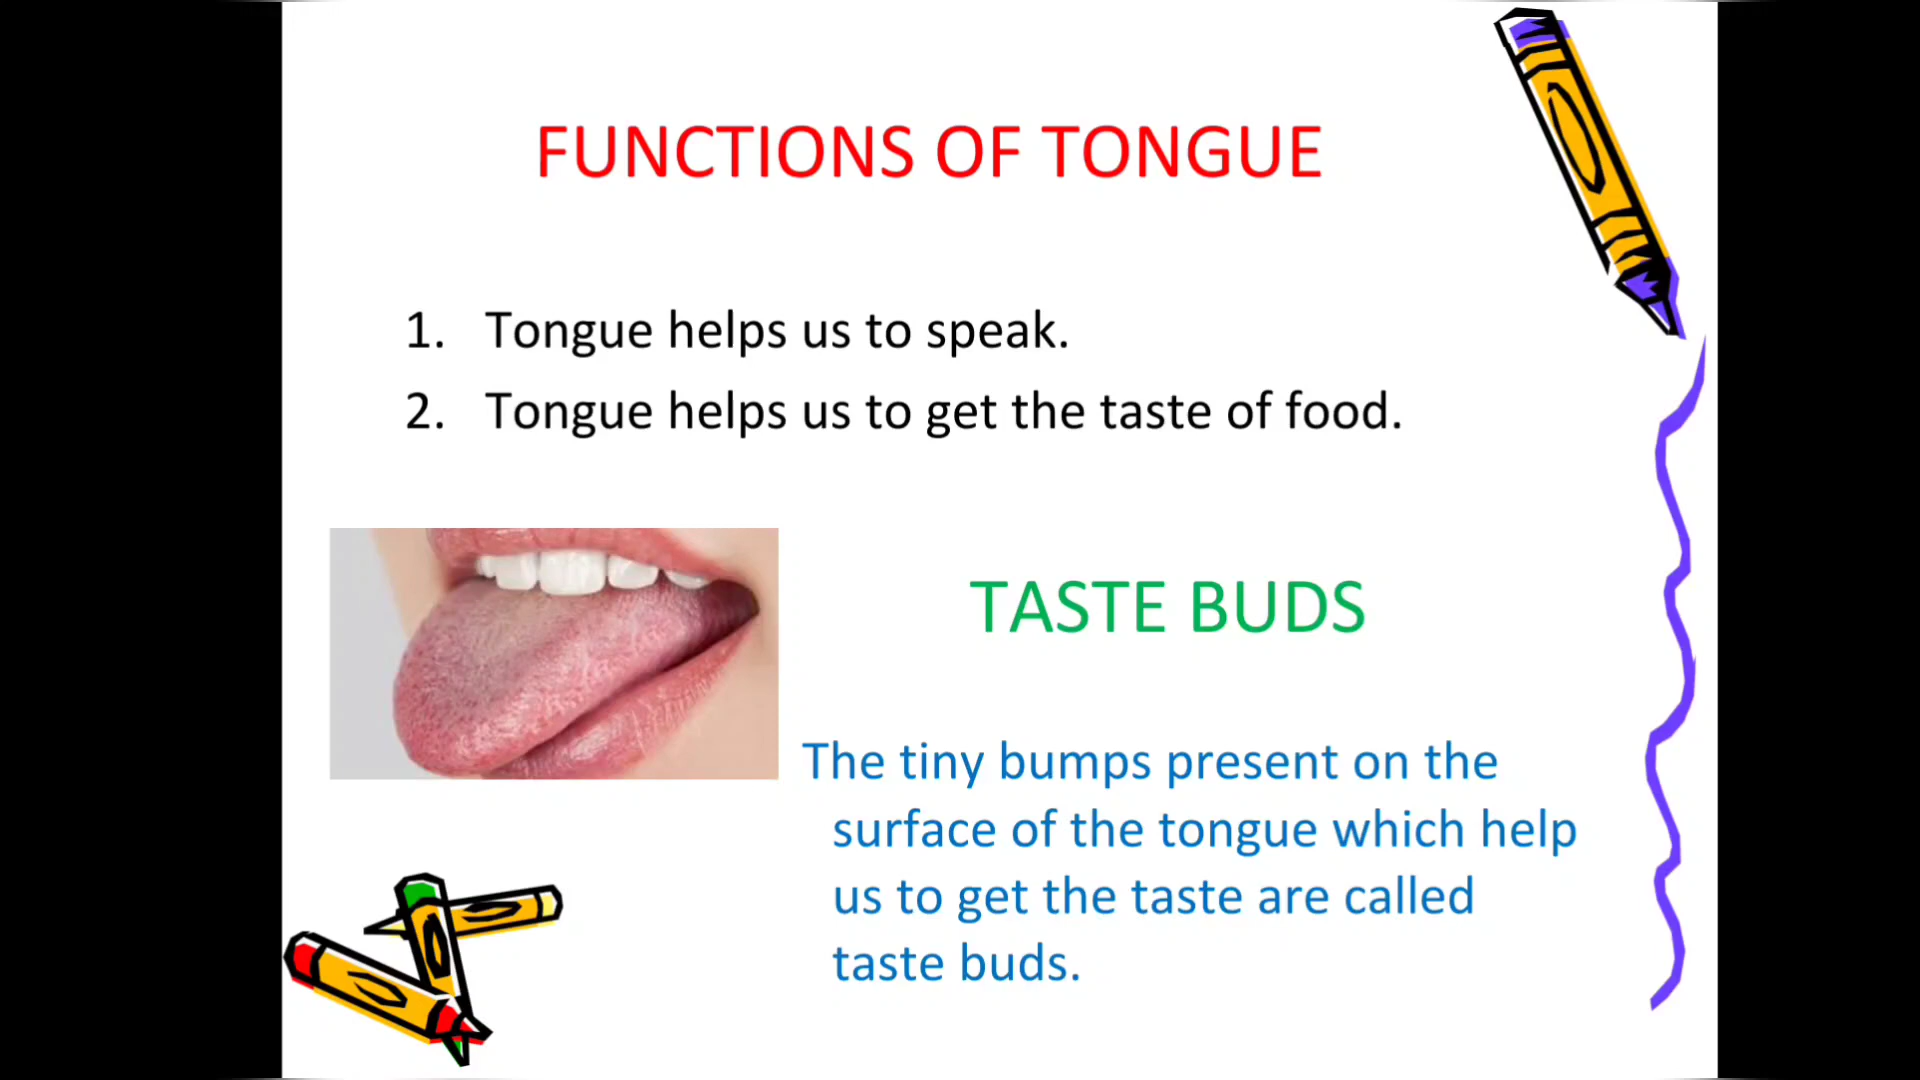 FUNCTIONS OF TONGUE
1. Tongue helps us to speak.
2. Tongue helps us to get the taste of food.
TASTE BUDS
The tiny bumps present on the
surface of the tongue which help
us to get the taste are called
taste buds.